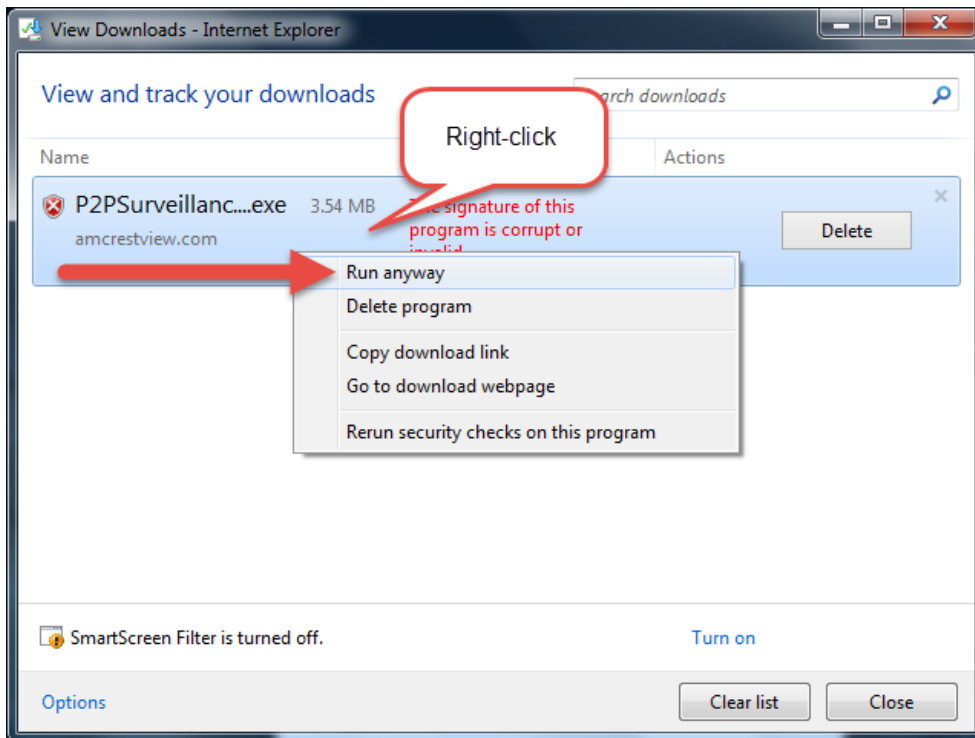 View Downloads - Internet Explorer
View and track your downloads
arch downloads
Right-click
Name
Actions
P2PSurveillanc....exe 3.54 MB
signature of this
program is corrupt or
amcrestview.com
Delete
Run anyway
Delete program
Copy download link
Go to download webpage
Rerun security checks on this program
SmartScreen Filter is turned off.
Turn on
Options
Clear list
Close